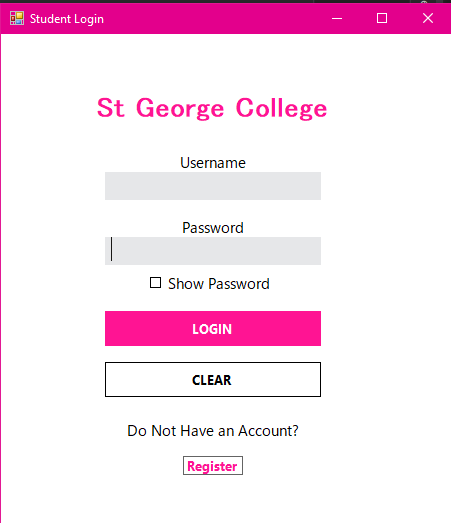 Student Login
St George College
Username
Password
Show Password
LOGIN
CLEAR
Do Not Have an Account?
Register